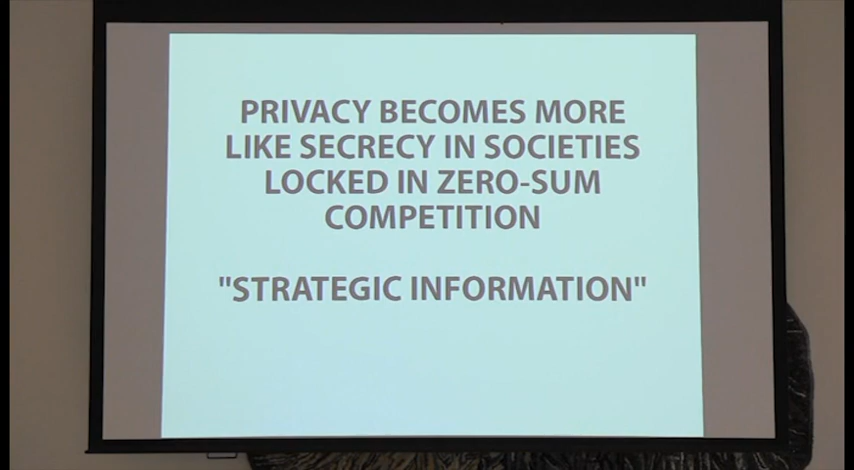 PRIVACY BECOMES MORE
LIKE SECRECY IN SOCIETIES
LOCKED IN ZERO-SUM
COMPETITION
"STRATEGIC INFORMATION"